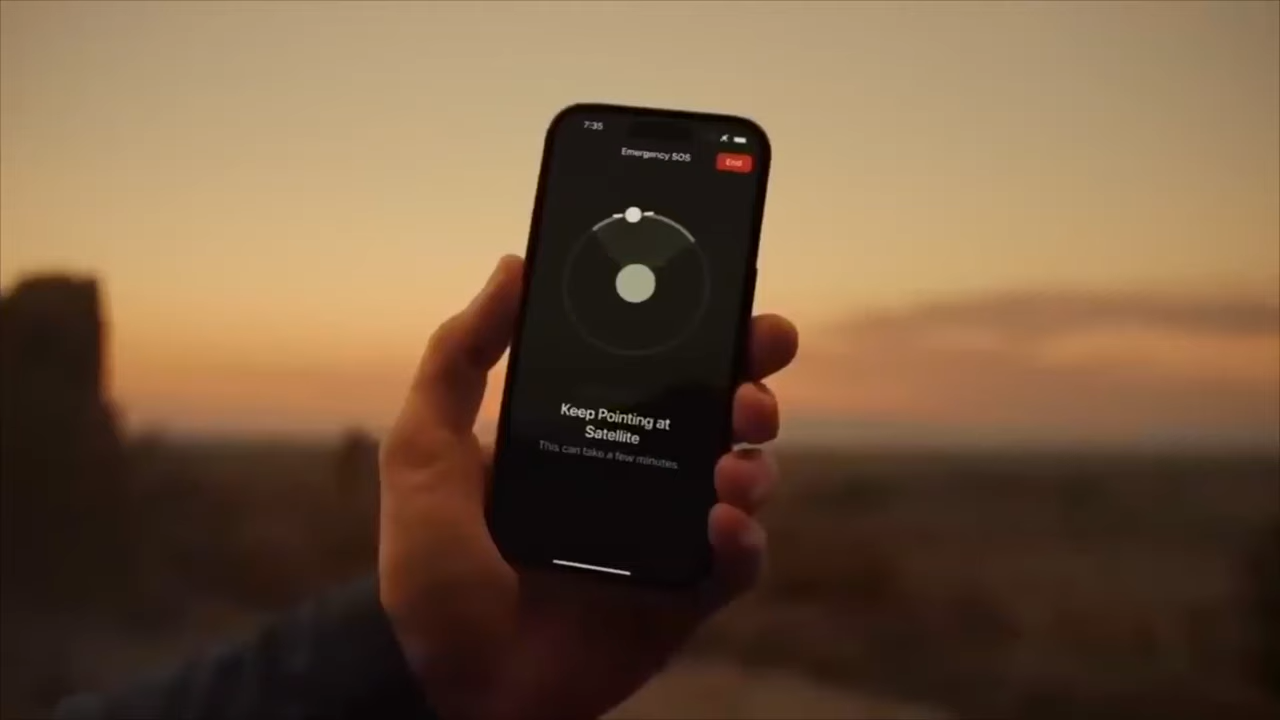 7:35
Emergency SOS
End
Keep Pointing at
Satellite
This can take a few minutes.